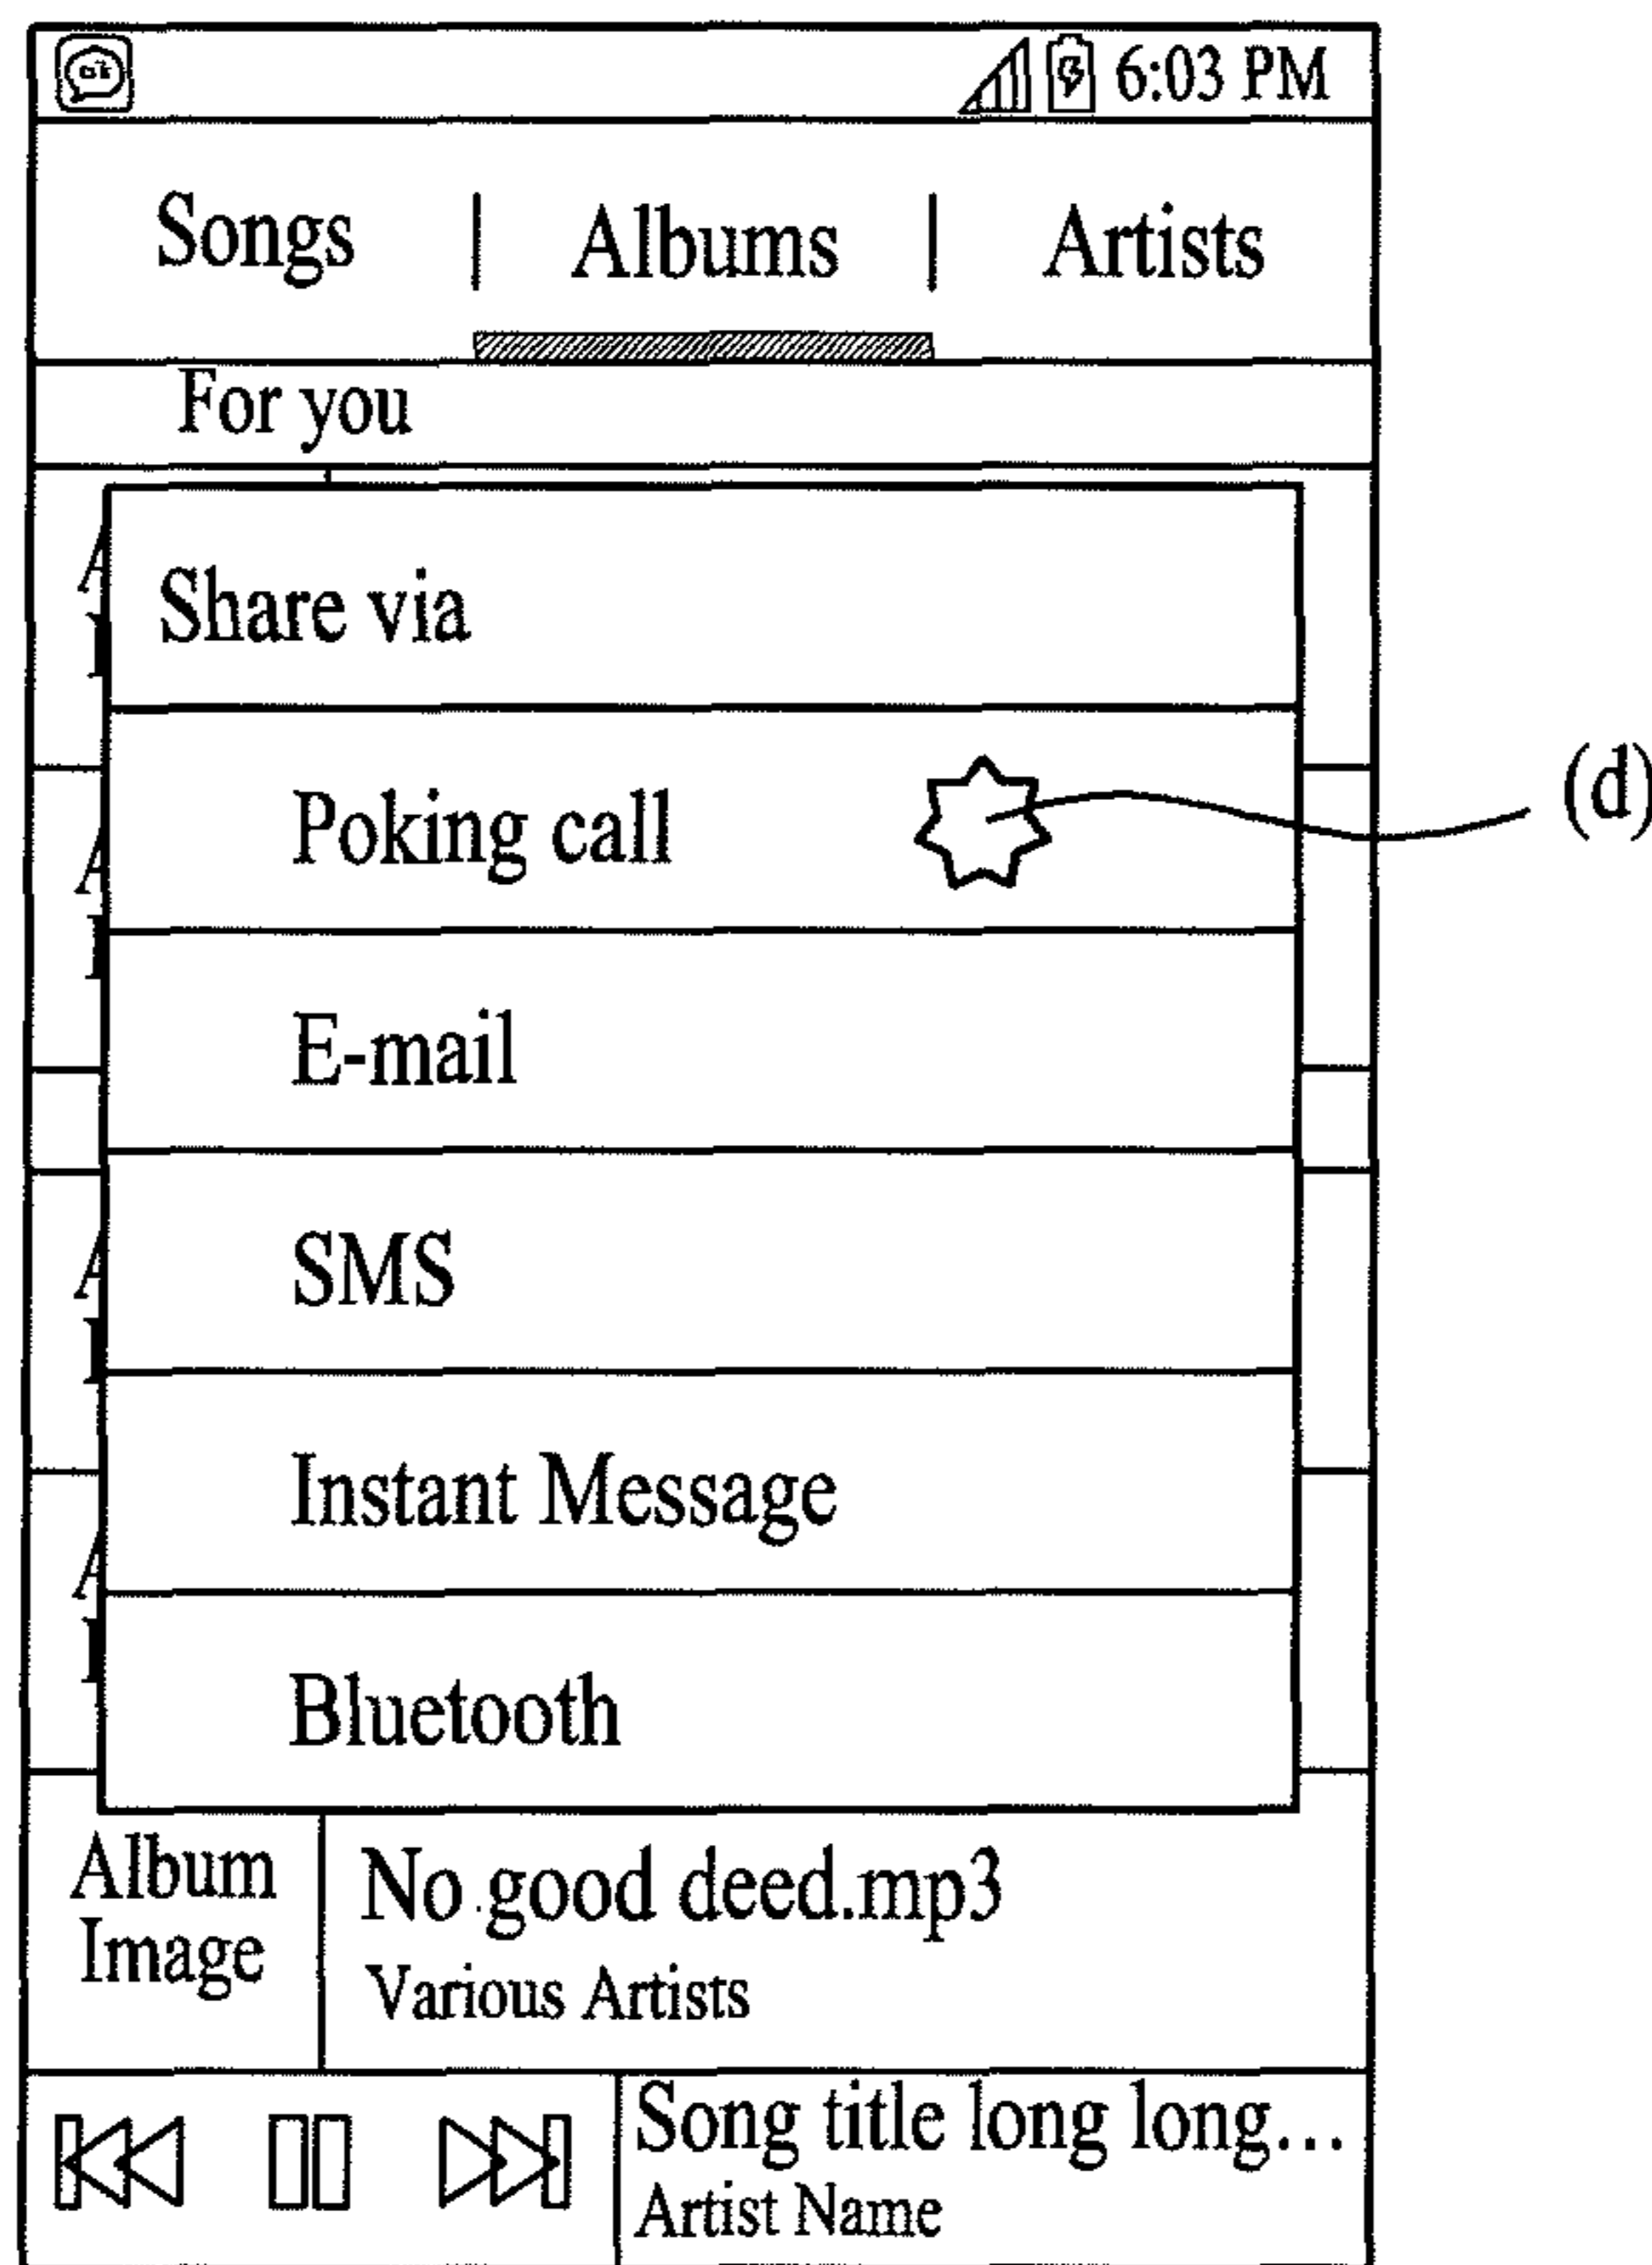 6:03 PM
Songs | Albums | Artists
For you
Share via
Poking call
(d)
E-mail
SMS
Instant Message
Bluetooth
Album
Image
No good deed.mp3
Various Artists
Song title long long...
Artist Name